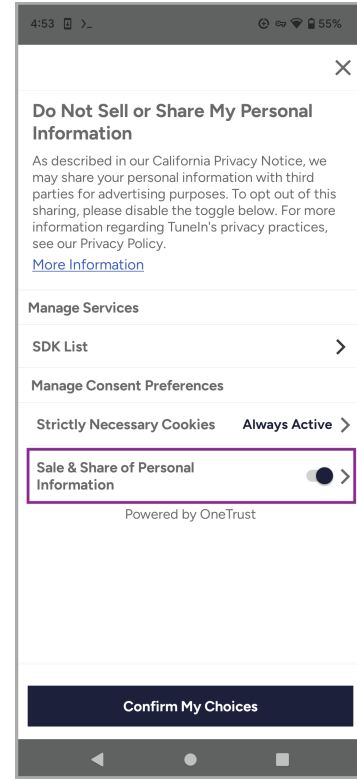 4:53 >_ 55%
Do Not Sell or Share My Personal
Information
As described in our California Privacy Notice, we
may share your personal information with third
parties for advertising purposes. To opt out of this
sharing, please disable the toggle below. For more
information regarding TuneIn's privacy practices,
see our Privacy Policy.
More Information
Manage Services
SDK List
Manage Consent Preferences
Strictly Necessary Cookies Always Active
Sale & Share of Personal
Information
Powered by OneTrust
Confirm My Choices